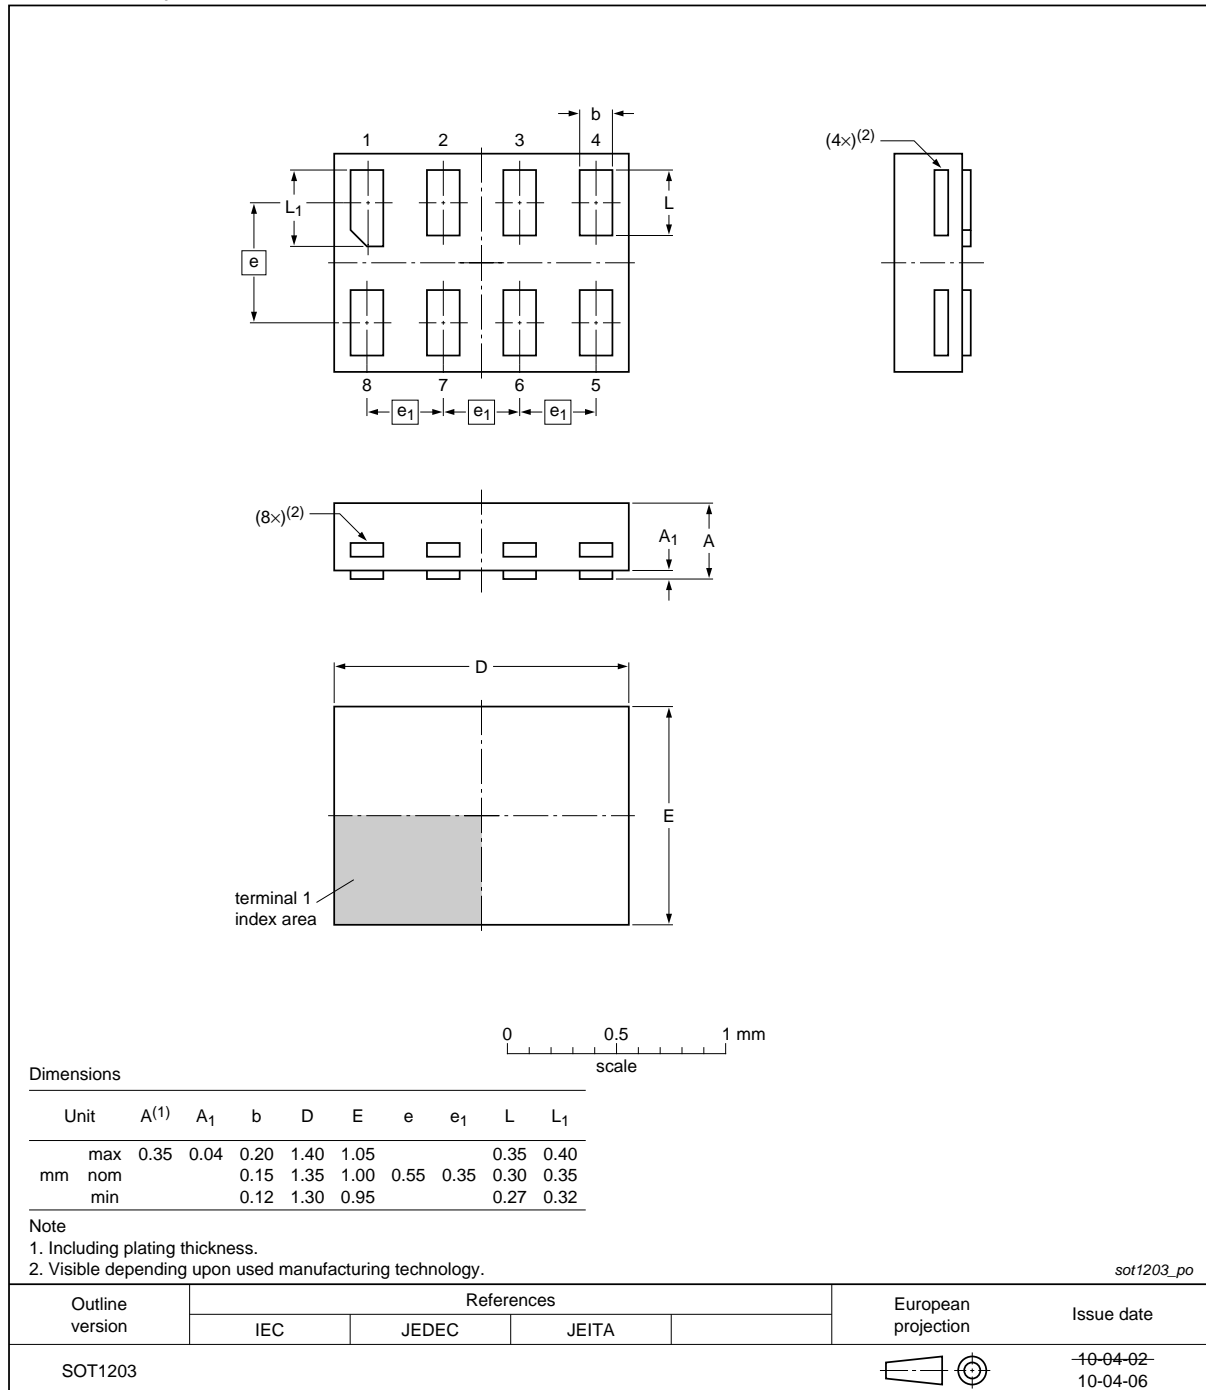 b
1 2 3 4
(4×)(2)
L1
L
e
8 7 6 5
e1 e1 e1
(8×)(2)
A1
A
D
E
terminal 1
index area
0 0.5 1 mm
scale
Dimensions
Unit A(1) A1 b D E e e1 L L1
max 0.35 0.04 0.20 1.40 1.05 0.35 0.40
mm nom 0.15 1.35 1.00 0.55 0.35 0.30 0.35
min 0.12 1.30 0.95 0.27 0.32
Note
1. Including plating thickness.
2. Visible depending upon used manufacturing technology.
sot1203_po
Outline
version
References
IEC JEDEC JEITA
European
projection
Issue date
SOT1203
10-04-02
10-04-06